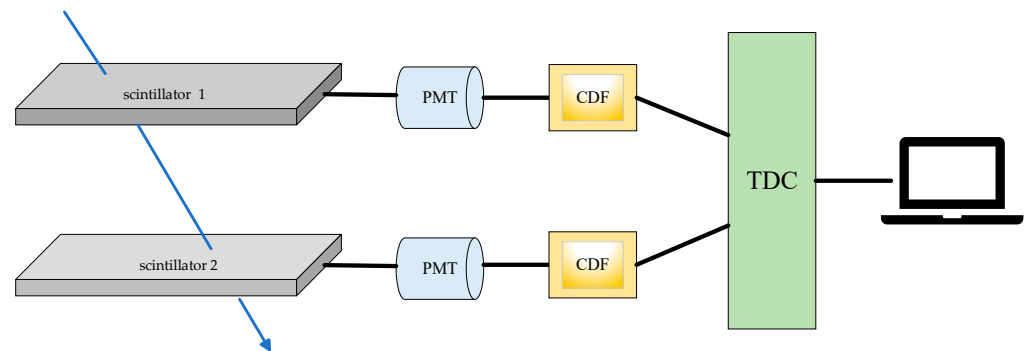 scintillator 1
PMT
CDF
TDC
scintillator 2
PMT
CDF